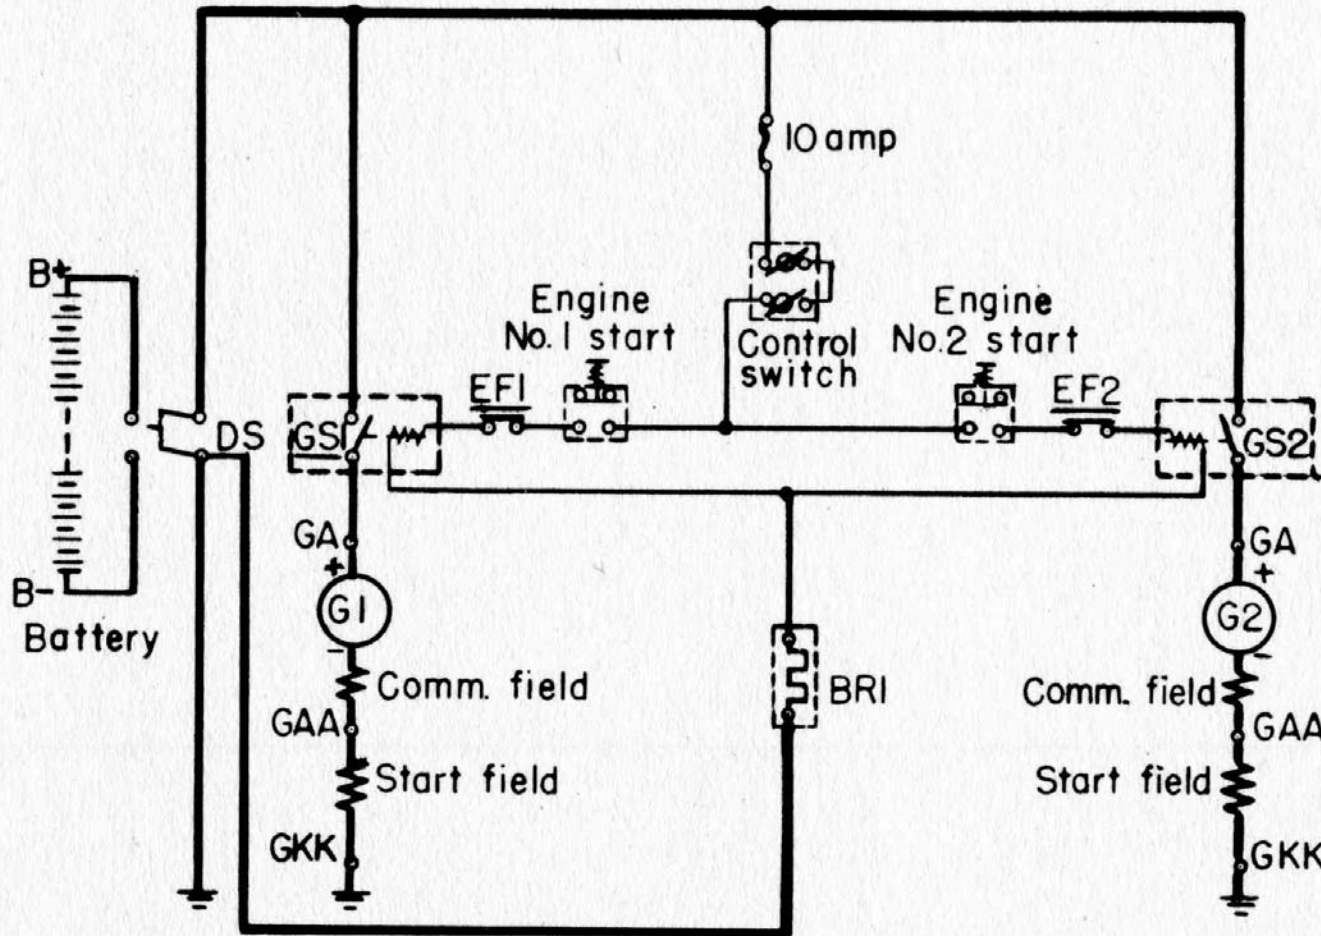 10 amp
B+
Engine
No.1 start
Control
switch
Engine
No.2 start
EF1
EF2
DS
GS1
GS2
GA
+
G1
-
GA
+
G2
-
B-
Battery
Comm. field
BR1
Comm. field
GAA
GAA
Start field
Start field
GKK
GKK